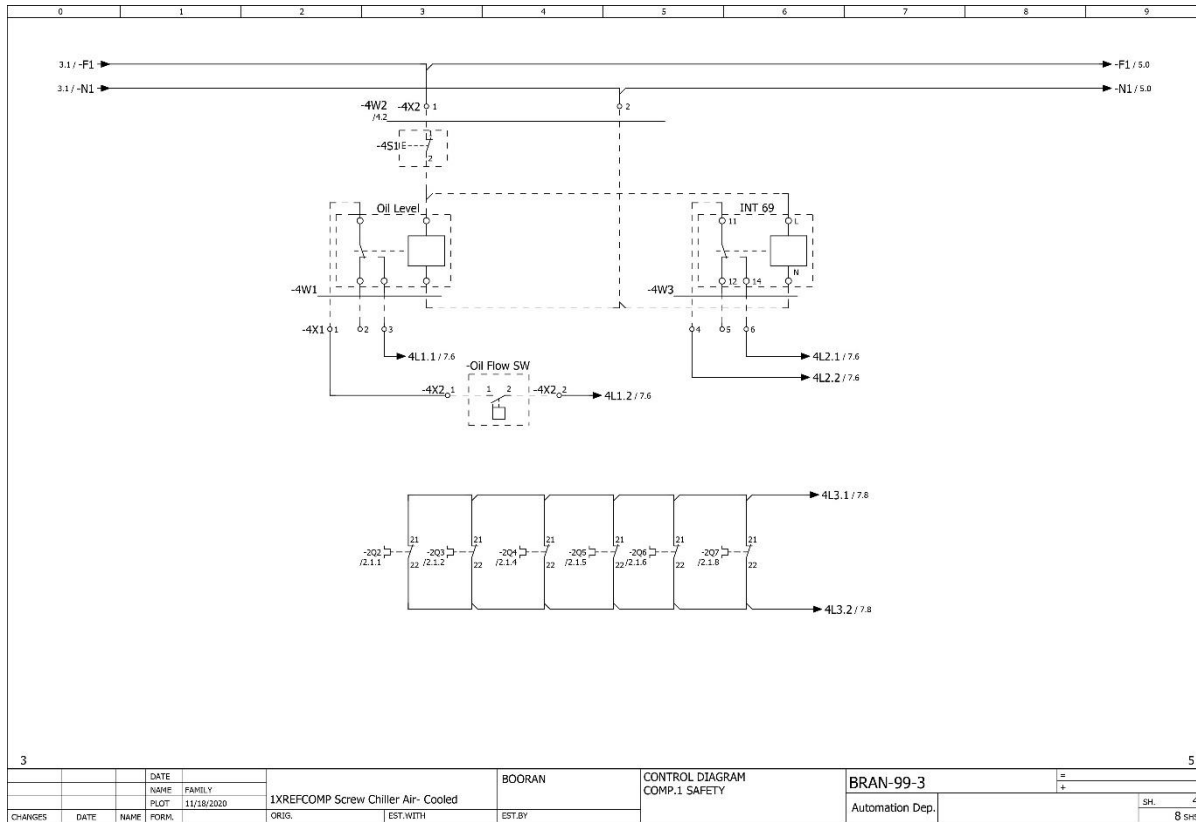 0 1 2 3 4 5 6 7 8 9
3.1 / -F1
-F1 / 5.0
3.1 / -N1
-N1 / 5.0
-4W2 -4X2 1 2
/4.2
1
-4S1 E
2
Oil Level
INT 69
11 L
N
12 14
-4W1
-4W3
-4X1 1 2 3
4 5 6
4L1.1 / 7.6
4L2.1 / 7.6
-Oil Flow SW
4L2.2 / 7.6
-4X2 1 1 2 -4X2 2 4L1.2 / 7.6
4L3.1 / 7.8
21 21 21 21 21 21
-2Q2 -2Q3 -2Q4 -2Q5 -2Q6 -2Q7
/2.1.1 22 /2.1.2 22 /2.1.4 22 /2.1.5 22 /2.1.6 22 /2.1.8 22
4L3.2 / 7.8
3 5
DATE
NAME FAMILY
PLOT 11/18/2020
CHANGES DATE NAME FORM.
1XREFCOMP Screw Chiller Air- Cooled
ORIG. EST.WITH EST.BY
BOORAN
CONTROL DIAGRAM
COMP.1 SAFETY
BRAN-99-3
Automation Dep.
=
+
SH. 4
8 SHS